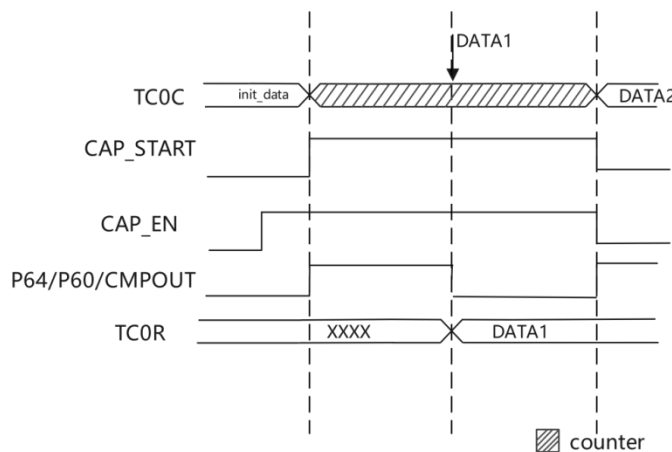 DATA1
TC0C init_data DATA2
CAP_START
CAP_EN
P64/P60/CMPOUT
TC0R XXXX DATA1
counter